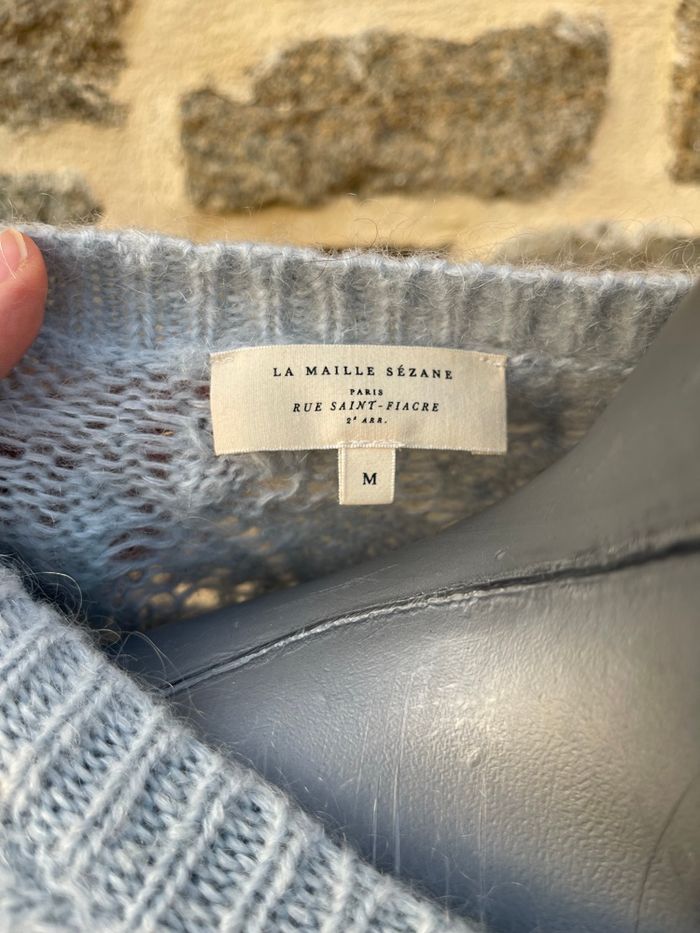 LA MAILLE SÉZANE
PARIS
RUE SAINT-FIACRE
2ᵉ ARR.
M